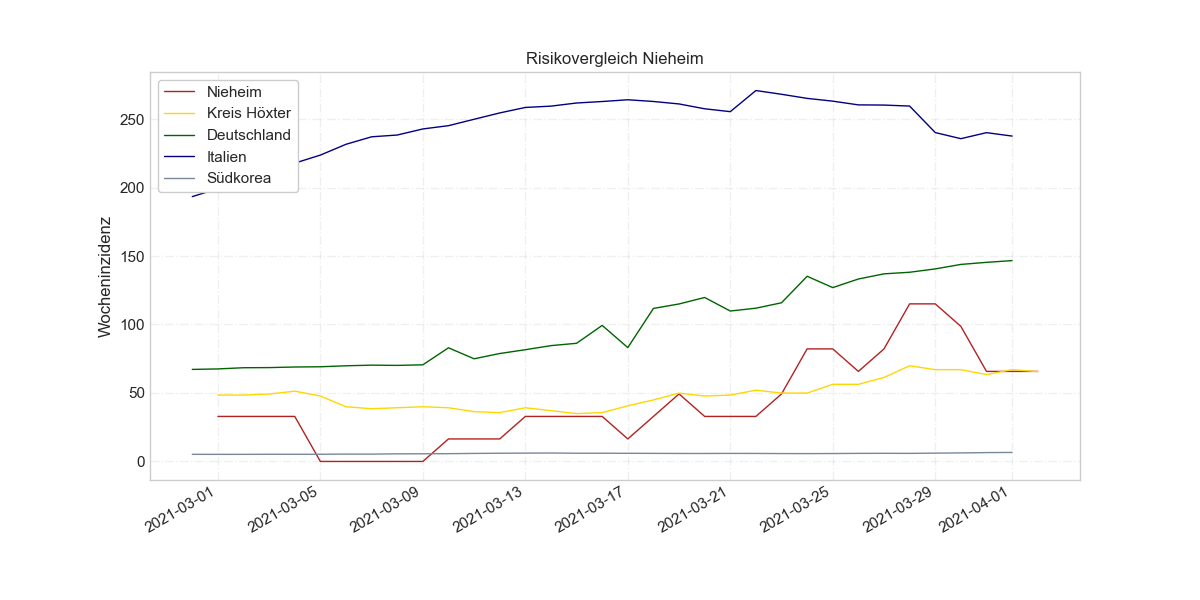 Risikovergleich Nieheim
Nieheim
Kreis Höxter
Deutschland
Italien
Südkorea
Wocheninzidenz
250
200
150
100
50
0
2021-03-01
2021-03-05
2021-03-09
2021-03-13
2021-03-17
2021-03-21
2021-03-25
2021-03-29
2021-04-01